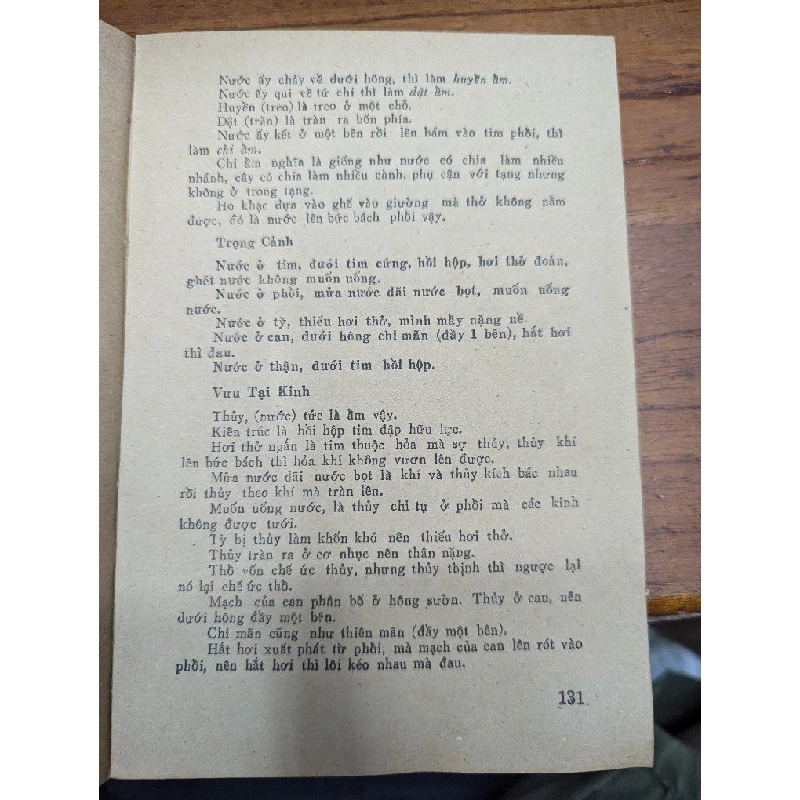 Nước ấy chảy về dưới hông, thì làm huyền ẩm.
Nước ấy qui về tứ chi thì làm dật ẩm.
Huyền (treo) là treo ở một chỗ.
Dật (tràn) là tràn ra bốn phía.
Nước ấy kết ở một bên rồi lên bấm vào tim phổi, thì
làm chi ẩm.
Chi ẩm nghĩa là giống như nước có chia làm nhiều
nhánh, cây có chia làm nhiều cành, phụ cận với tạng nhưng
không ở trong tạng.
Ho khạc dựa vào ghế vào giường mà thở không nằm
được, đó là nước lên bức bách phổi vậy.
Trọng Cảnh
Nước ở tim, dưới tim cứng, hồi hộp, hơi thở đoản,
ghét nước không muốn uống.
Nước ở phổi, mửa nước dãi nước bọt, muốn uống
nước.
Nước ở tỳ, thiếu hơi thở, mình mẩy nặng nề.
Nước ở can, dưới hông chi mãn (đầy 1 bên), hắt hơi
thì đau.
Nước ở thận, dưới tim hồi hộp.
Vưu Tại Kinh
Thủy, (nước) tức là ẩm vậy.
Kiên trúc là hồi hộp tim đập hữu lực.
Hơi thở ngắn là tim thuộc hỏa mà sợ thủy, thủy khí
lên bức bách thì hỏa khí không vươn lên được.
Mửa nước dãi nước bọt là khí và thủy kích bác nhau
rồi thủy theo khí mà tràn lên.
Muốn uống nước, là thủy chỉ tụ ở phổi mà các kinh
không được tưới.
Tỳ bị thủy làm khốn khó nên thiếu hơi thở.
Thủy tràn ra ở cơ nhục nên thân nặng.
Thổ vốn chế ức thủy, nhưng thủy thịnh thì ngược lại
nó lại chế ức thổ.
Mạch của can phân bố ở hông sườn. Thủy ở can, nên
dưới hông đầy một bên.
Chi mãn cũng như thiên mãn (đầy một bên).
Hắt hơi xuất phát từ phổi, mà mạch của can lên rót vào
phổi, nên hắt hơi thì lôi kéo nhau mà đau.
131